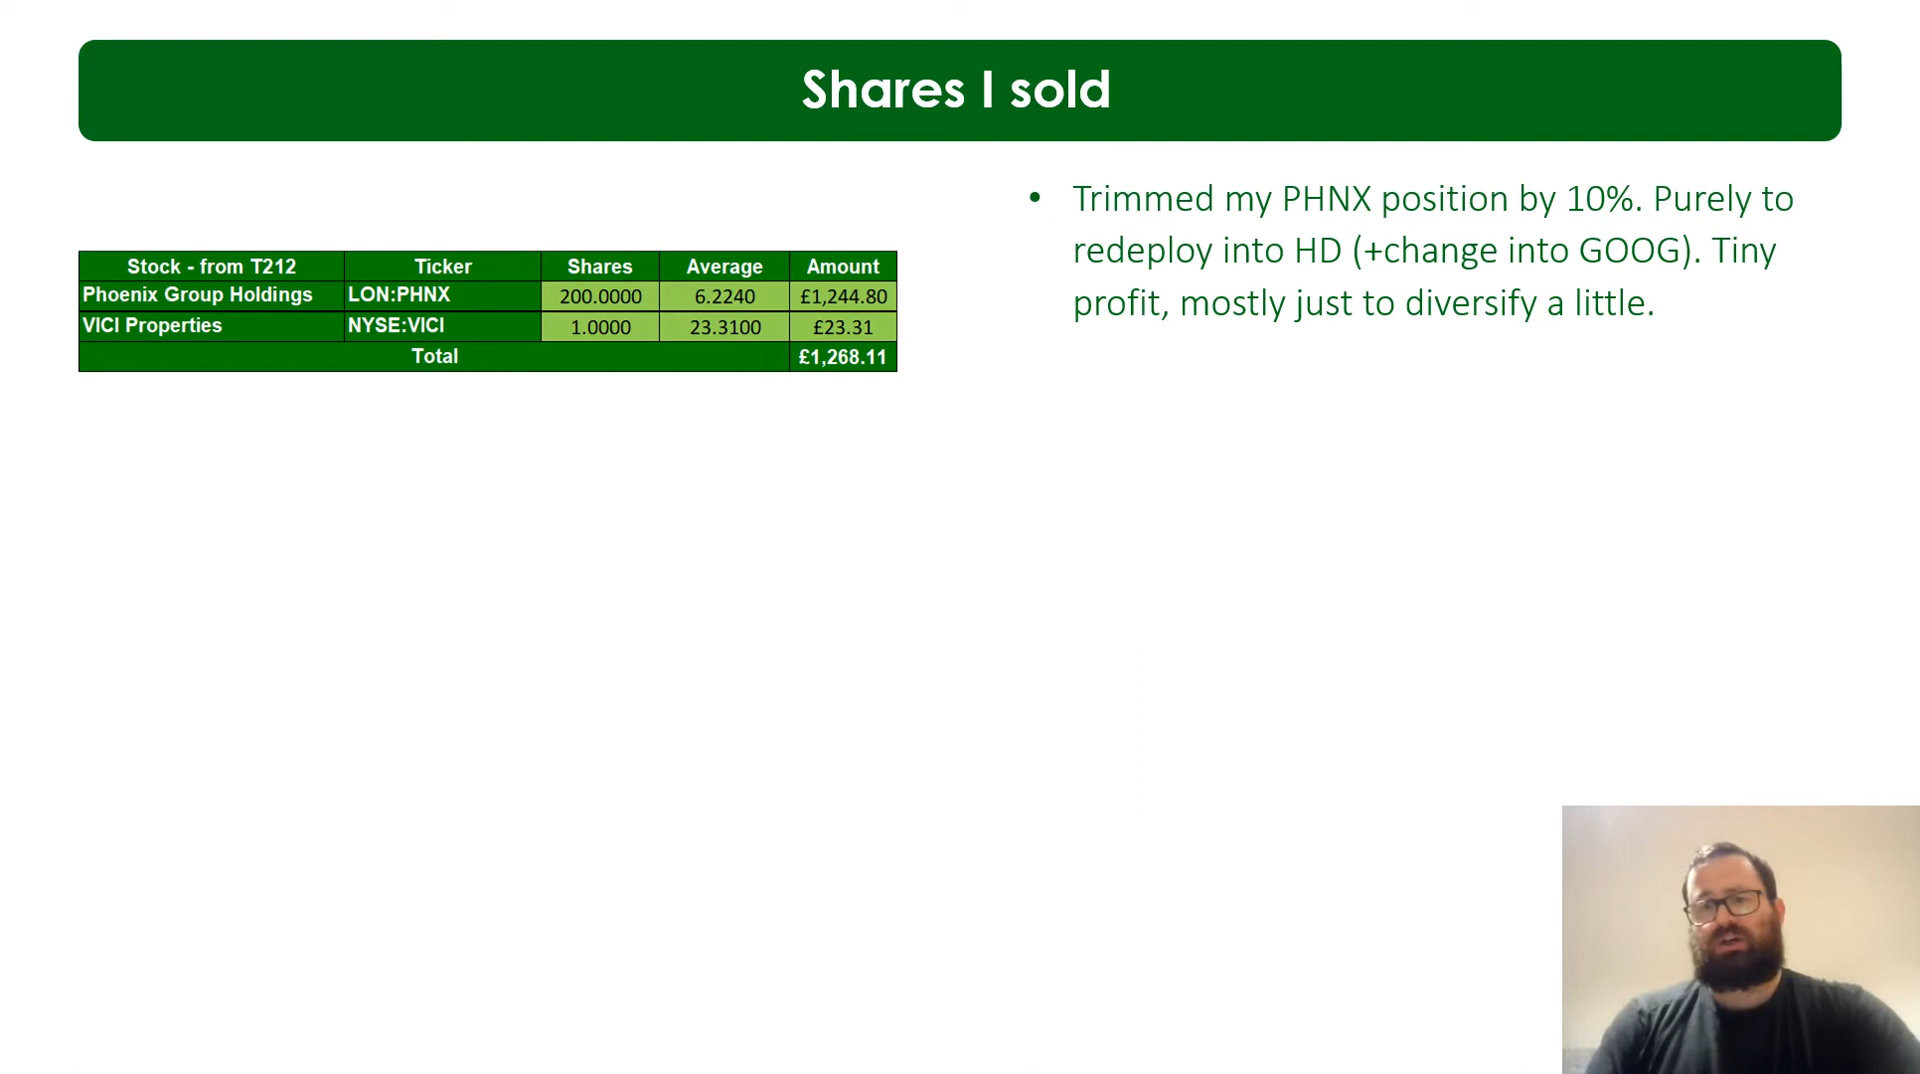 Shares I sold
• Trimmed my PHNX position by 10%. Purely to
redeploy into HD (+change into GOOG). Tiny
profit, mostly just to diversify a little.
Stock - from T212 Ticker Shares Average Amount
Phoenix Group Holdings LON:PHNX 200.0000 6.2240 £1,244.80
VICI Properties NYSE:VICI 1.0000 23.3100 £23.31
Total £1,268.11